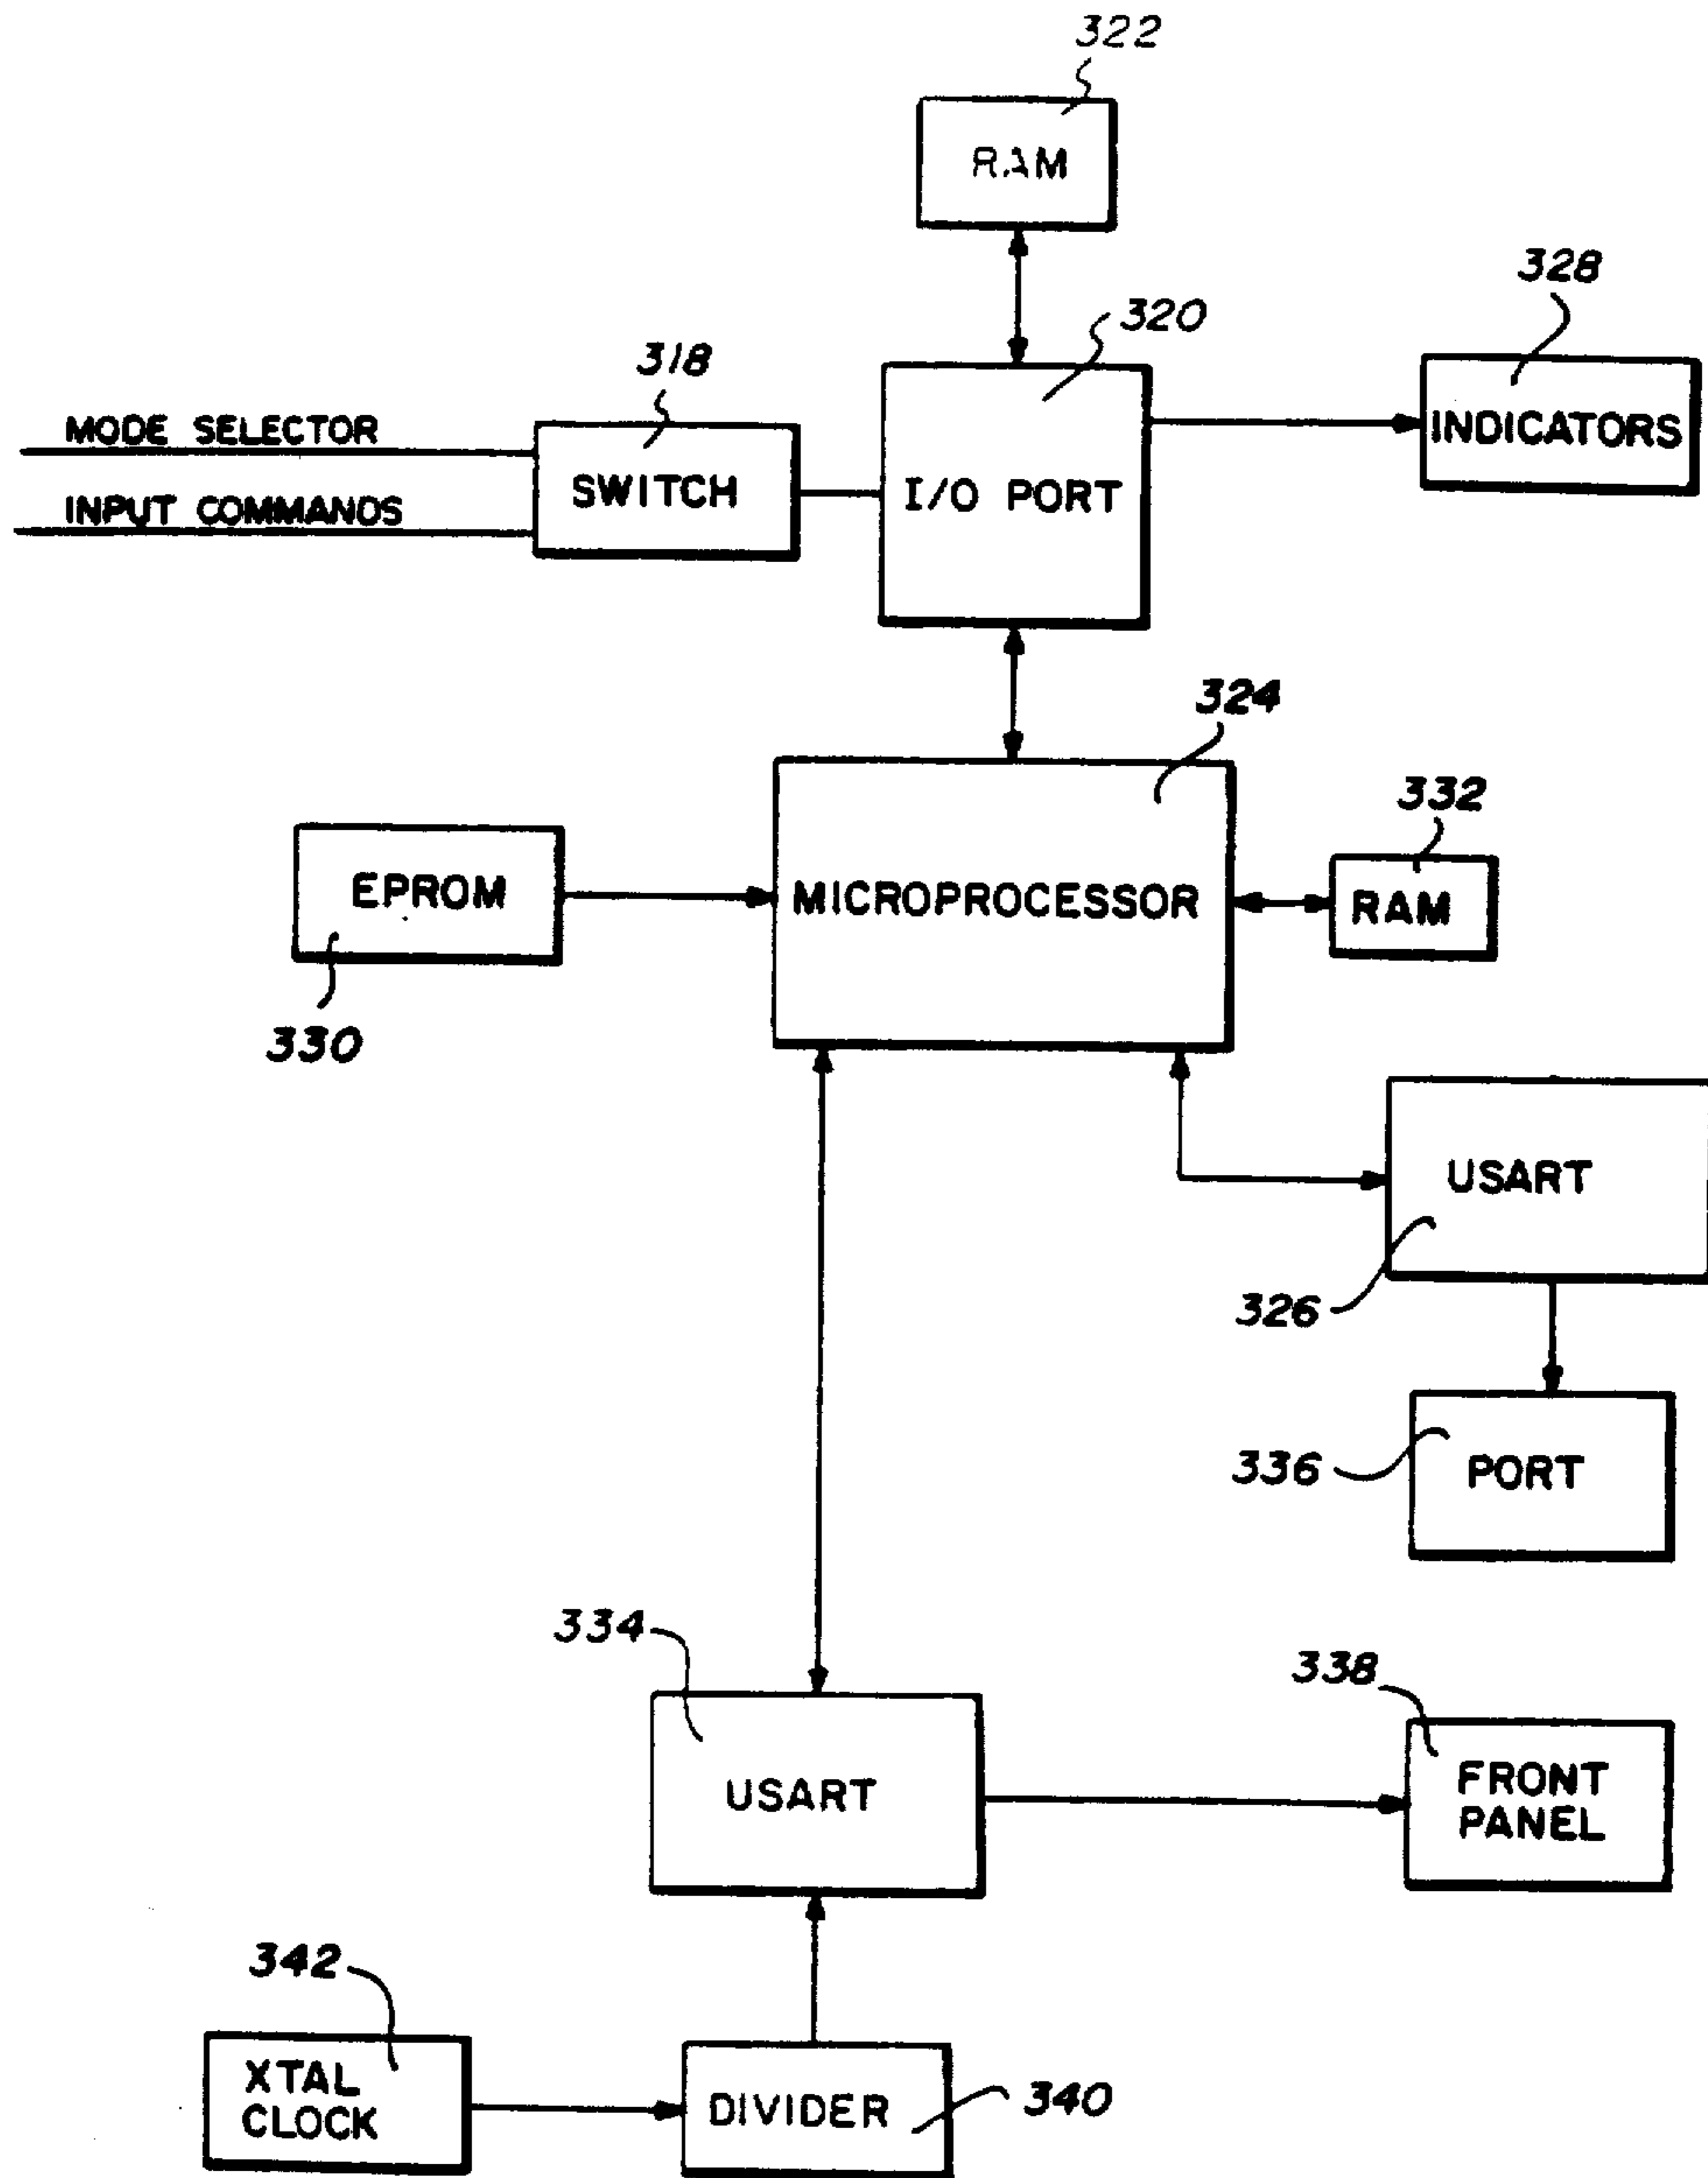 322
RAM
320
328
318
MODE SELECTOR
INPUT COMMANDS
SWITCH
I/O PORT
INDICATORS
324
332
EPROM
MICROPROCESSOR
RAM
330
USART
326
336
PORT
334
338
USART
FRONT
PANEL
342
XTAL
CLOCK
DIVIDER
340